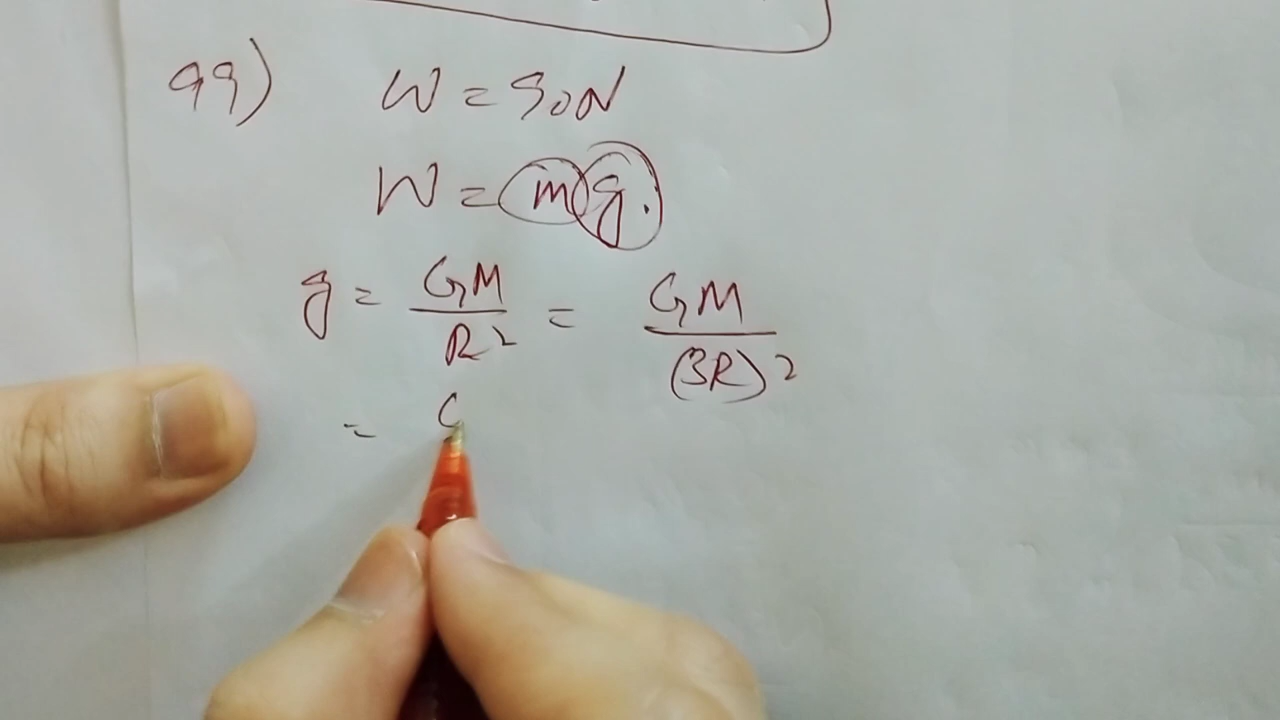 99) W = 90N
W = mg.
g = GM/R² = GM/(3R)²
= G